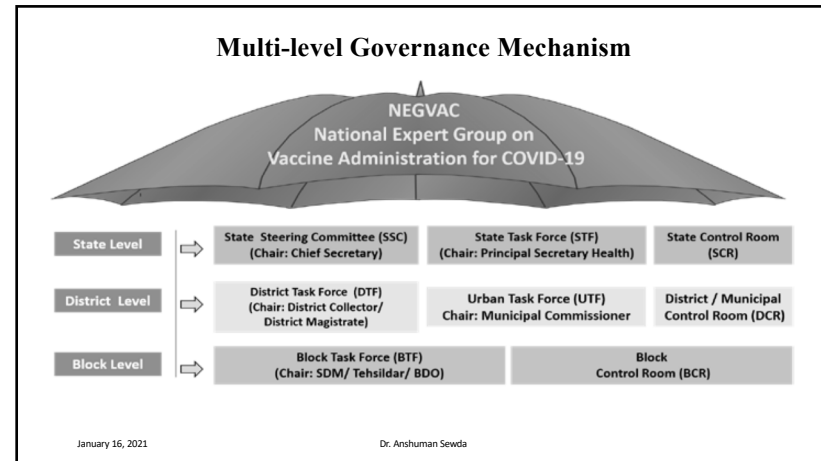 Multi-level Governance Mechanism
NEGVAC
National Expert Group on
Vaccine Administration for COVID-19
State Level
State Steering Committee (SSC)
(Chair: Chief Secretary)
State Task Force (STF)
(Chair: Principal Secretary Health)
State Control Room
(SCR)
District Level
District Task Force (DTF)
(Chair: District Collector/
District Magistrate)
Urban Task Force (UTF)
Chair: Municipal Commissioner
District / Municipal
Control Room (DCR)
Block Level
Block Task Force (BTF)
(Chair: SDM/ Tehsildar/ BDO)
Block
Control Room (BCR)
January 16, 2021
Dr. Anshuman Sewda